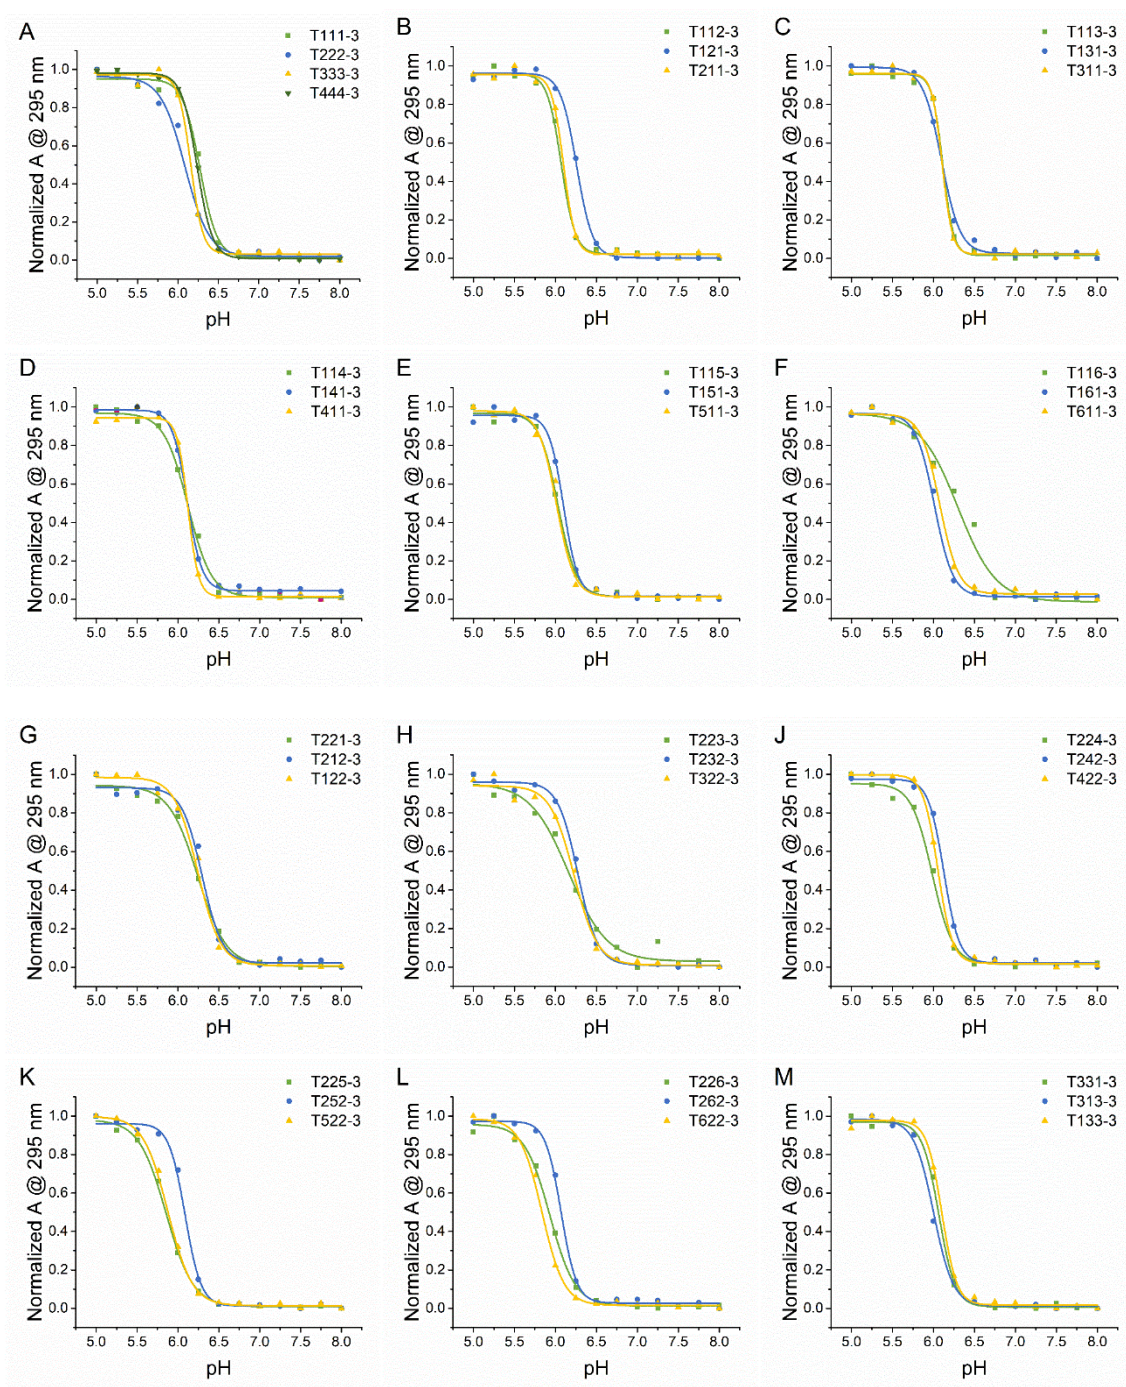 A
T111-3
T222-3
T333-3
T444-3
Normalized A @ 295 nm
1.0
0.8
0.6
0.4
0.2
0.0
5.0 5.5 6.0 6.5 7.0 7.5 8.0
pH
B
T112-3
T121-3
T211-3
Normalized A @ 295 nm
1.0
0.8
0.6
0.4
0.2
0.0
5.0 5.5 6.0 6.5 7.0 7.5 8.0
pH
C
T113-3
T131-3
T311-3
Normalized A @ 295 nm
1.0
0.8
0.6
0.4
0.2
0.0
5.0 5.5 6.0 6.5 7.0 7.5 8.0
pH
D
T114-3
T141-3
T411-3
Normalized A @ 295 nm
1.0
0.8
0.6
0.4
0.2
0.0
5.0 5.5 6.0 6.5 7.0 7.5 8.0
pH
E
T115-3
T151-3
T511-3
Normalized A @ 295 nm
1.0
0.8
0.6
0.4
0.2
0.0
5.0 5.5 6.0 6.5 7.0 7.5 8.0
pH
F
T116-3
T161-3
T611-3
Normalized A @ 295 nm
1.0
0.8
0.6
0.4
0.2
0.0
5.0 5.5 6.0 6.5 7.0 7.5 8.0
pH
G
T221-3
T212-3
T122-3
Normalized A @ 295 nm
1.0
0.8
0.6
0.4
0.2
0.0
5.0 5.5 6.0 6.5 7.0 7.5 8.0
pH
H
T223-3
T232-3
T322-3
Normalized A @ 295 nm
1.0
0.8
0.6
0.4
0.2
0.0
5.0 5.5 6.0 6.5 7.0 7.5 8.0
pH
J
T224-3
T242-3
T422-3
Normalized A @ 295 nm
1.0
0.8
0.6
0.4
0.2
0.0
5.0 5.5 6.0 6.5 7.0 7.5 8.0
pH
K
T225-3
T252-3
T522-3
Normalized A @ 295 nm
1.0
0.8
0.6
0.4
0.2
0.0
5.0 5.5 6.0 6.5 7.0 7.5 8.0
pH
L
T226-3
T262-3
T622-3
Normalized A @ 295 nm
1.0
0.8
0.6
0.4
0.2
0.0
5.0 5.5 6.0 6.5 7.0 7.5 8.0
pH
M
T331-3
T313-3
T133-3
Normalized A @ 295 nm
1.0
0.8
0.6
0.4
0.2
0.0
5.0 5.5 6.0 6.5 7.0 7.5 8.0
pH